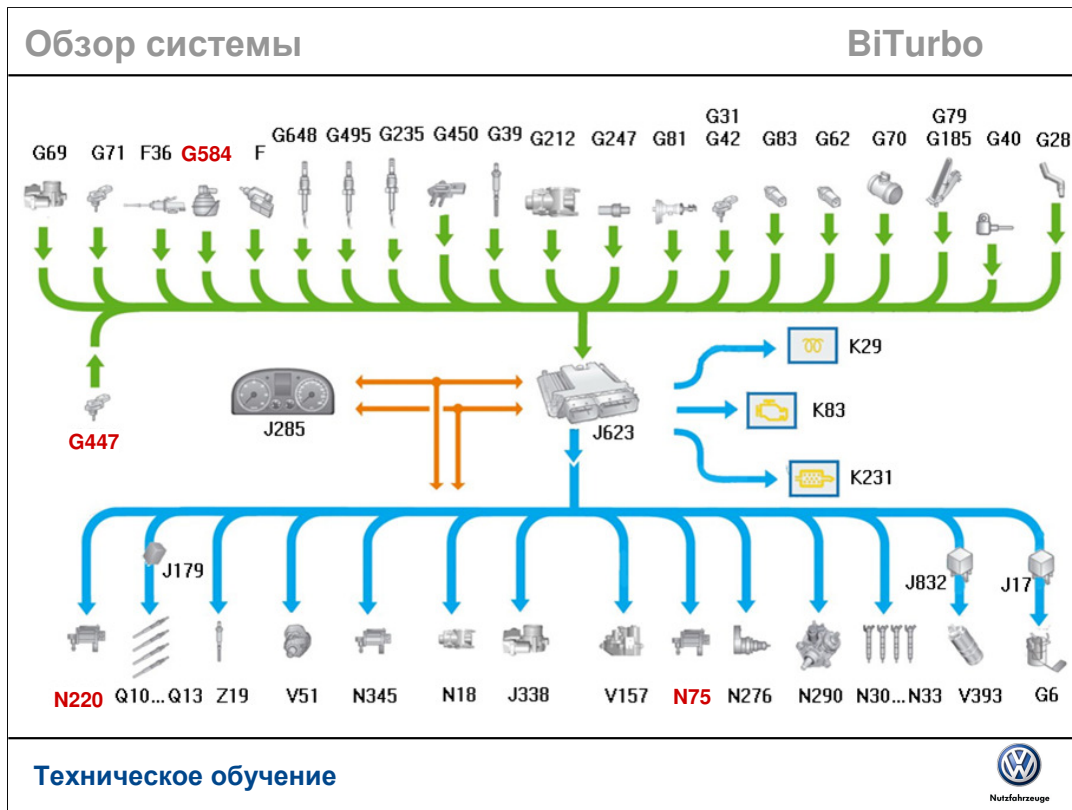 Обзор системы BiTurbo
G31 G79
G648 G495 G235 G450 G39 G212 G247 G81 G42 G83 G62 G70 G185 G40 G28
G69 G71 F36 G584 F
K29
K83
J285 J623
G447
K231
J179 J832 J17
N220 Q10... Q13 Z19 V51 N345 N18 J338 V157 N75 N276 N290 N30... N33 V393 G6
Техническое обучение
Nutzfahrzeuge